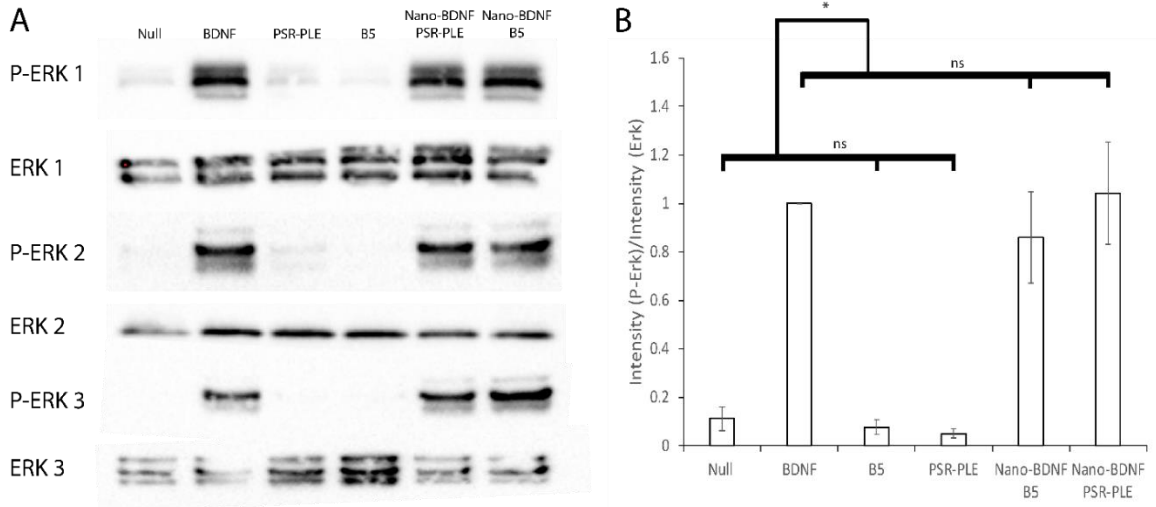 A
Null BDNF PSR-PLE B5 Nano-BDNF PSR-PLE Nano-BDNF B5
P-ERK 1
ERK 1
P-ERK 2
ERK 2
P-ERK 3
ERK 3
B
*
ns
ns
Intensity (P-Erk)/Intensity (Erk)
1.6
1.4
1.2
1
0.8
0.6
0.4
0.2
0
Null BDNF B5 PSR-PLE Nano-BDNF Nano-BDNF
B5 PSR-PLE